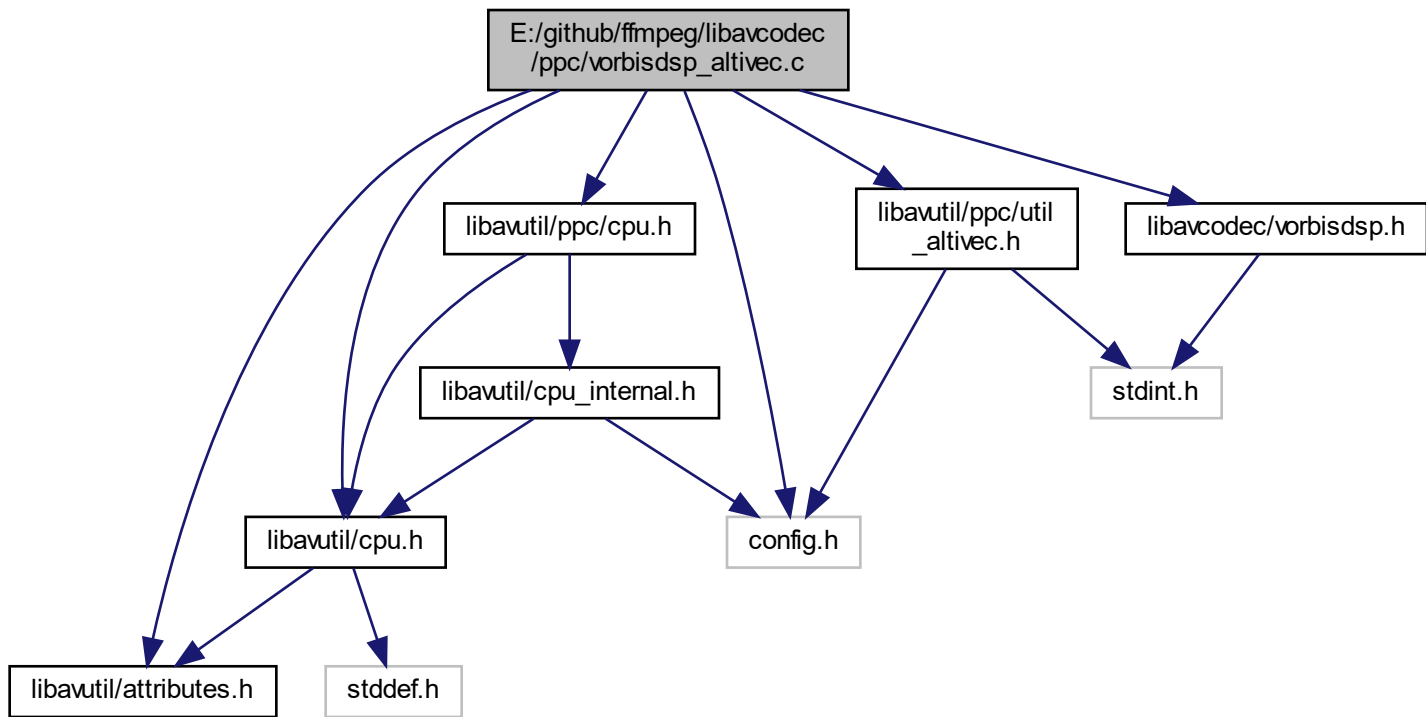 E:/github/ffmpeg/libavcodec
/ppc/vorbisdsp_altivec.c
libavutil/ppc/cpu.h
libavutil/ppc/util
_altivec.h
libavcodec/vorbisdsp.h
libavutil/cpu_internal.h
stdint.h
libavutil/cpu.h
config.h
libavutil/attributes.h
stddef.h